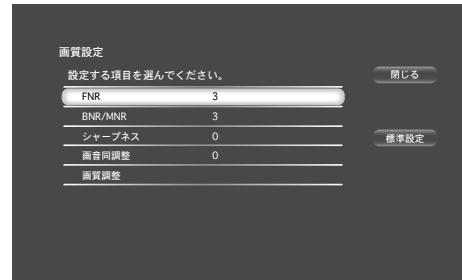 画質設定
設定する項目を選んでください。
閉じる
FNR 3
BNR/MNR 3
シャープネス 0
標準設定
画音同調整 0
画質調整